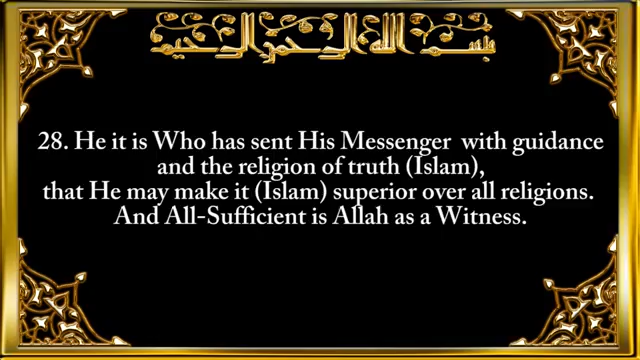 بسم الله الرحمن الرحيم
28. He it is Who has sent His Messenger with guidance
and the religion of truth (Islam),
that He may make it (Islam) superior over all religions.
And All-Sufficient is Allah as a Witness.